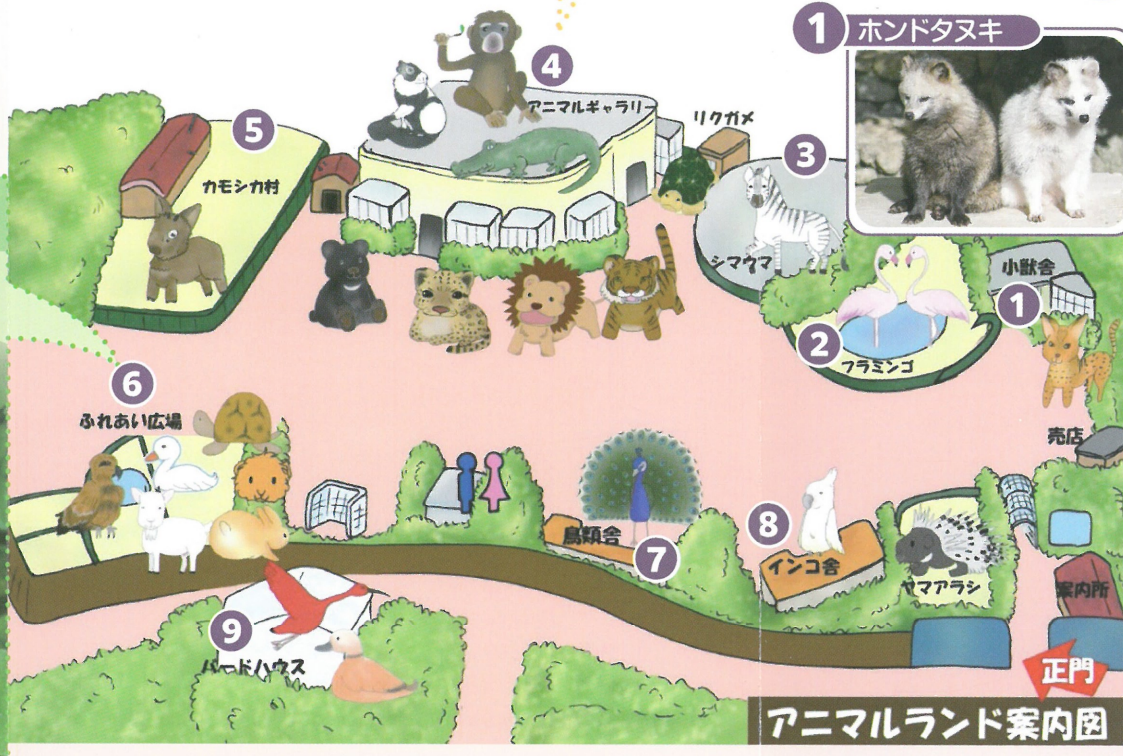 1 ホンドタヌキ
4
アニマルギャラリー
リクガメ
5
カモシカ村
3
シマウマ
小獣舎
1
2
フラミンゴ
6
ふれあい広場
売店
鳥類舎
7
8
インコ舎
ヤマアラシ
案内所
9
バードハウス
正門
アニマルランド案内図